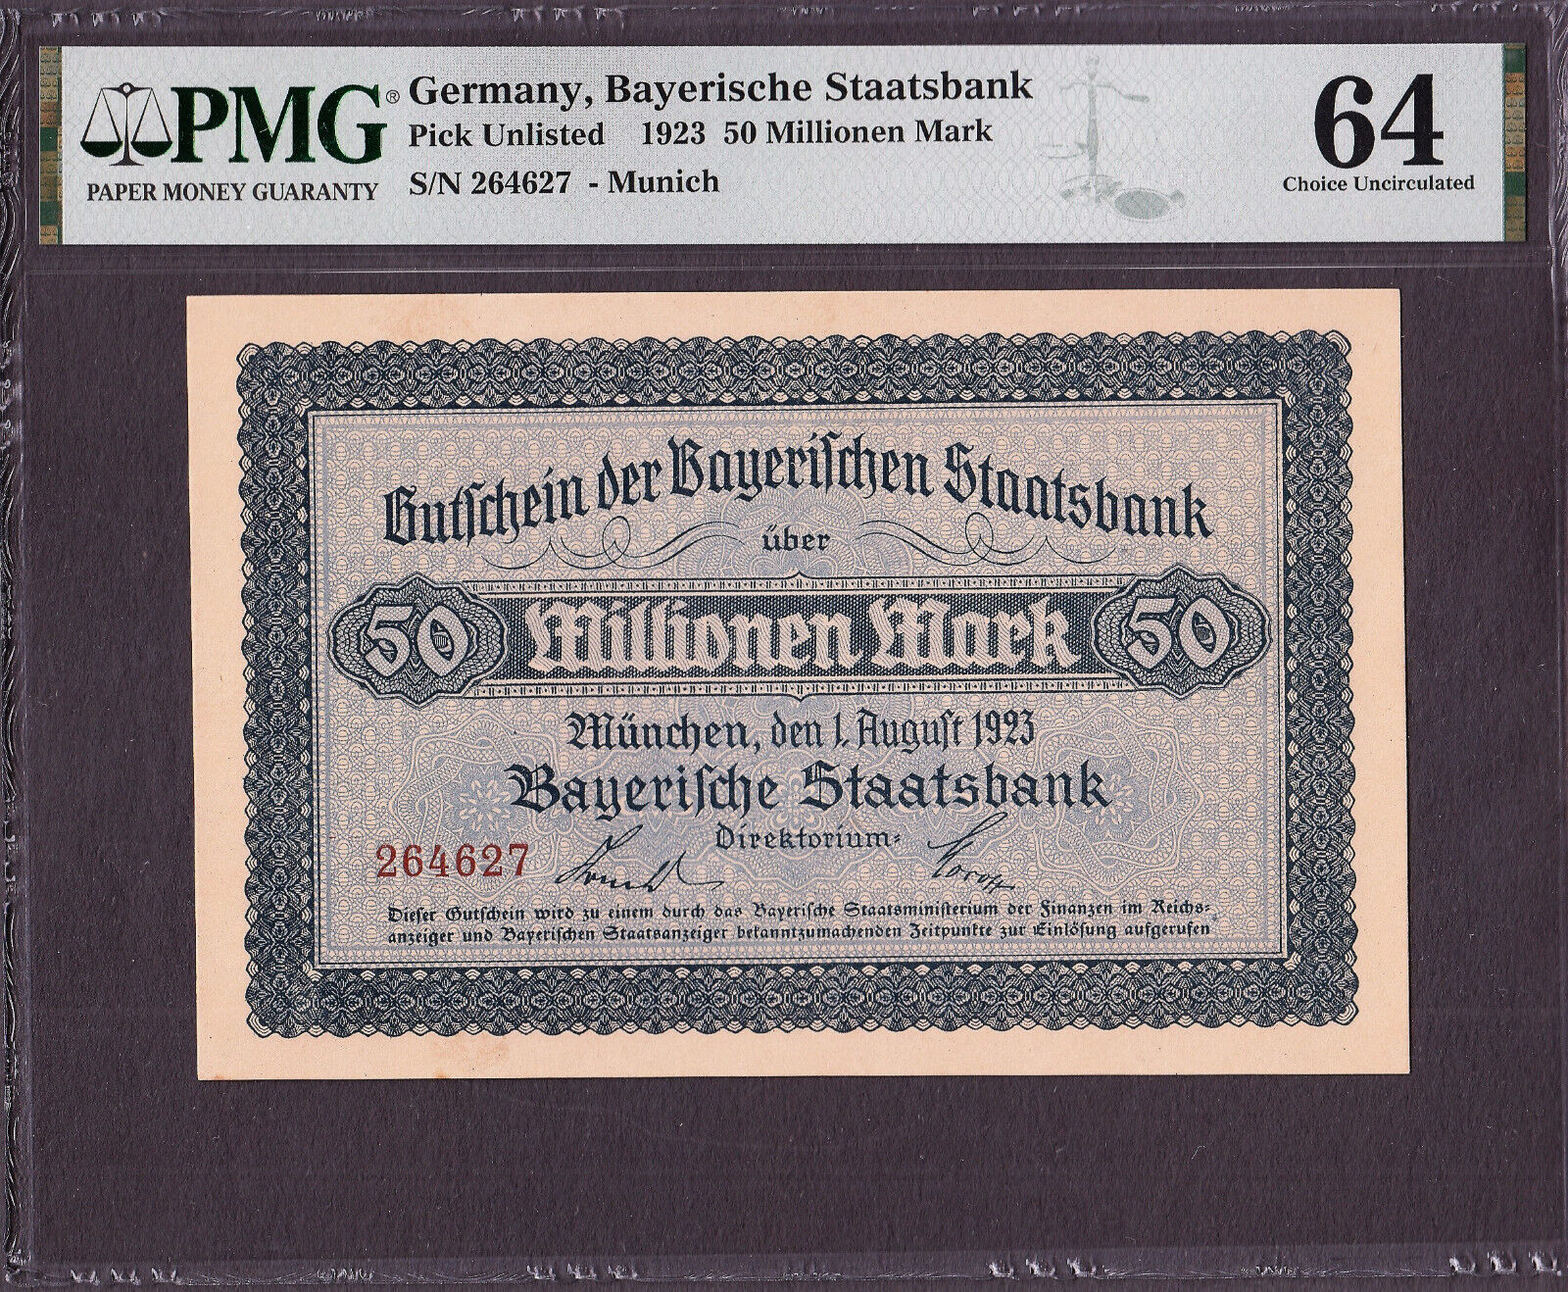 PMG®
PAPER MONEY GUARANTY
Germany, Bayerische Staatsbank
Pick Unlisted 1923 50 Millionen Mark
S/N 264627 - Munich
64
Choice Uncirculated
Gutschein der Bayerischen Staatsbank
über
50 Millionen Mark 50
München, den 1. August 1923
Bayerische Staatsbank
Direktorium:
264627
Dieser Gutschein wird zu einem durch das Bayerische Staatsministerium der Finanzen im Reichs-
anzeiger und Bayerischen Staatsanzeiger bekanntzumachenden Zeitpunkte zur Einlösung aufgerufen